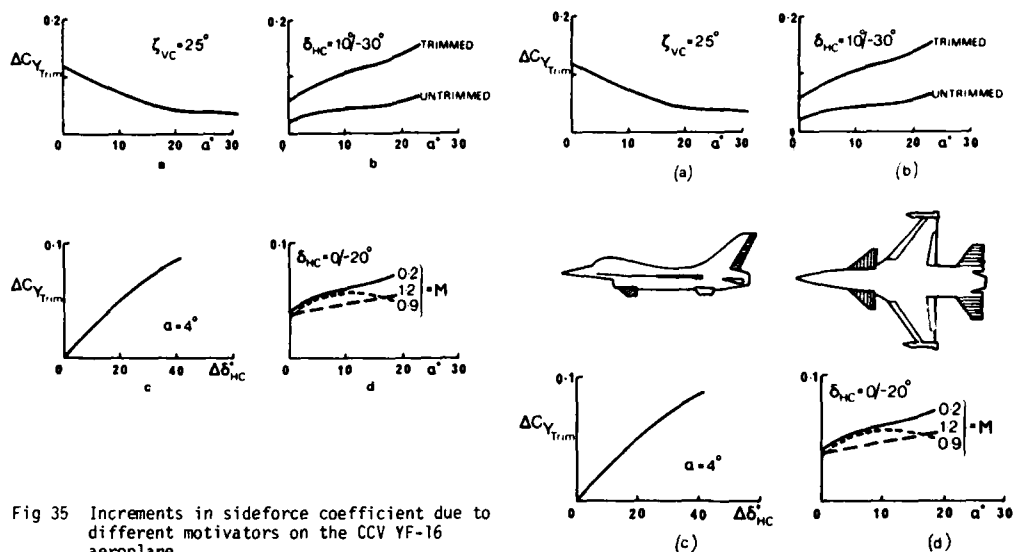 0·2
ΔC_Y_Trim
ζ_VC = 25°
0 10 20 α° 30
a
0·2
δ_HC = 10°/-30°
TRIMMED
UNTRIMMED
0 10 20 α° 30
b
0·1
ΔC_Y_Trim
α = 4°
0 20 40 Δδ°_HC
c
0·1
δ_HC = 0/-20°
0·2
1·2 = M
0·9
0 10 20 α° 30
d
Fig 35 Increments in sideforce coefficient due to
different motivators on the CCV YF-16
aeroplane
0·2
ΔC_Y_Trim
ζ_VC = 25°
0 10 20 α° 30
(a)
0·2
δ_HC = 10°/-30°
TRIMMED
UNTRIMMED
0
0 10 20 α° 30
(b)
0·1
ΔC_Y_Trim
α = 4°
0 20 40 Δδ°_HC
(c)
0·1
δ_HC = 0/-20°
0·2
1·2 = M
0·9
0 10 20 α° 30
(d)